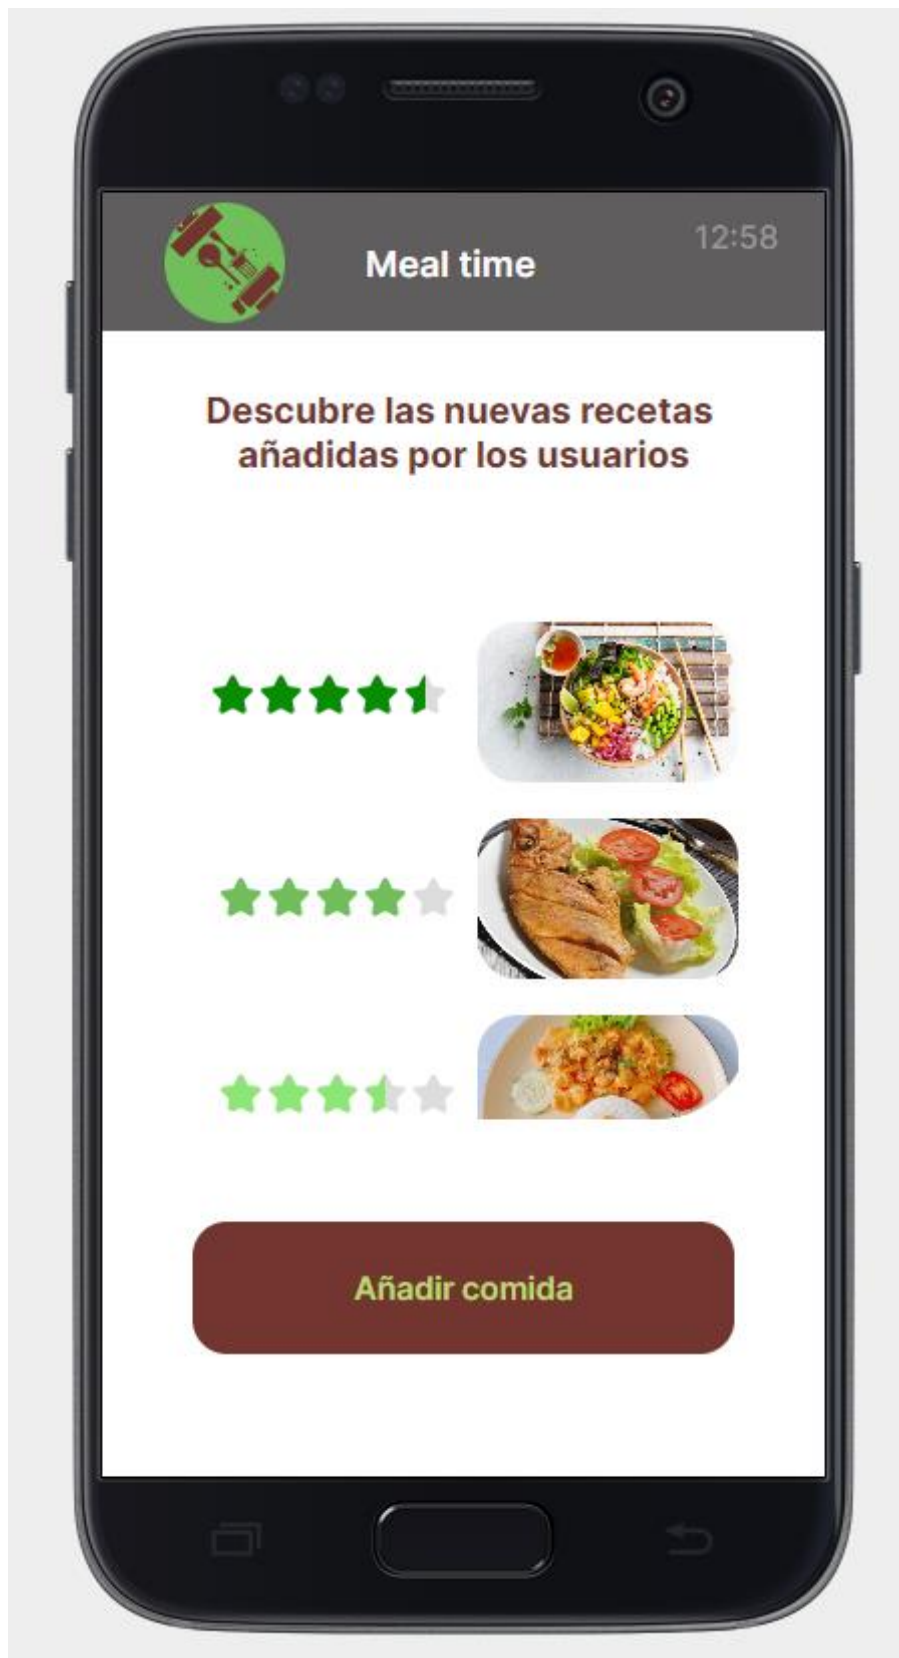 12:58
Meal time
Descubre las nuevas recetas
añadidas por los usuarios
Añadir comida